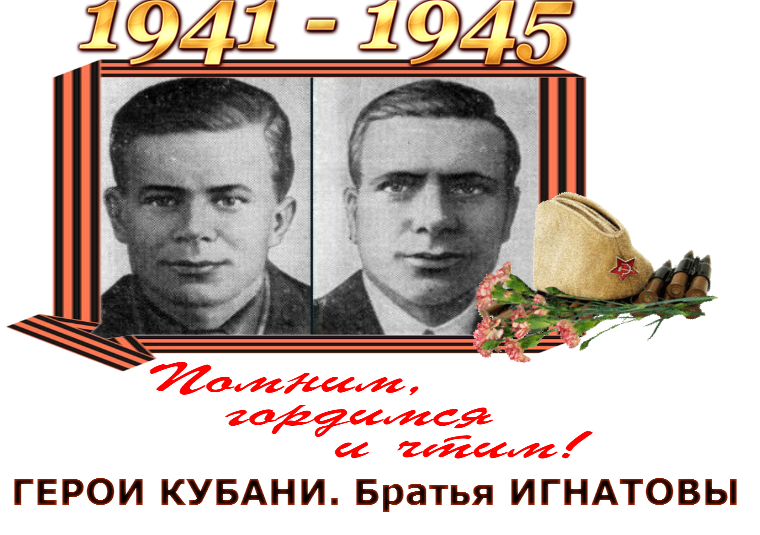 1941 - 1945
Помним,
гордимся
и чтим!
ГЕРОИ КУБАНИ. Братья ИГНАТОВЫ